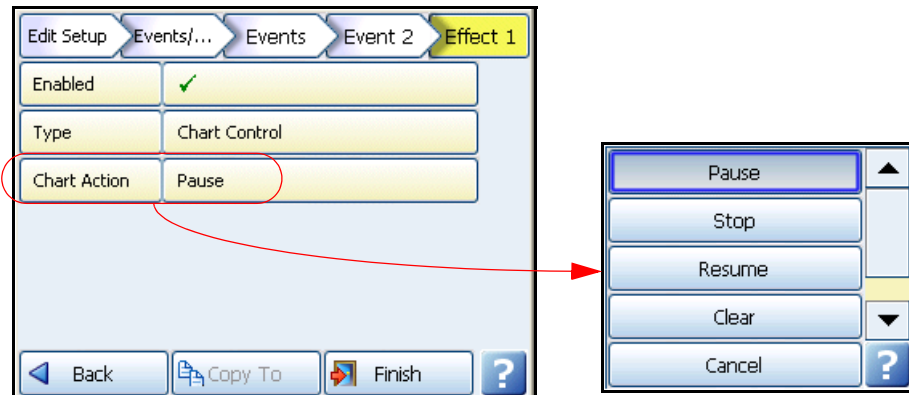 Edit Setup Events/... Events Event 2 Effect 1
Enabled ✓
Type Chart Control
Chart Action Pause
Back Copy To Finish ?
Pause
Stop
Resume
Clear
Cancel ?